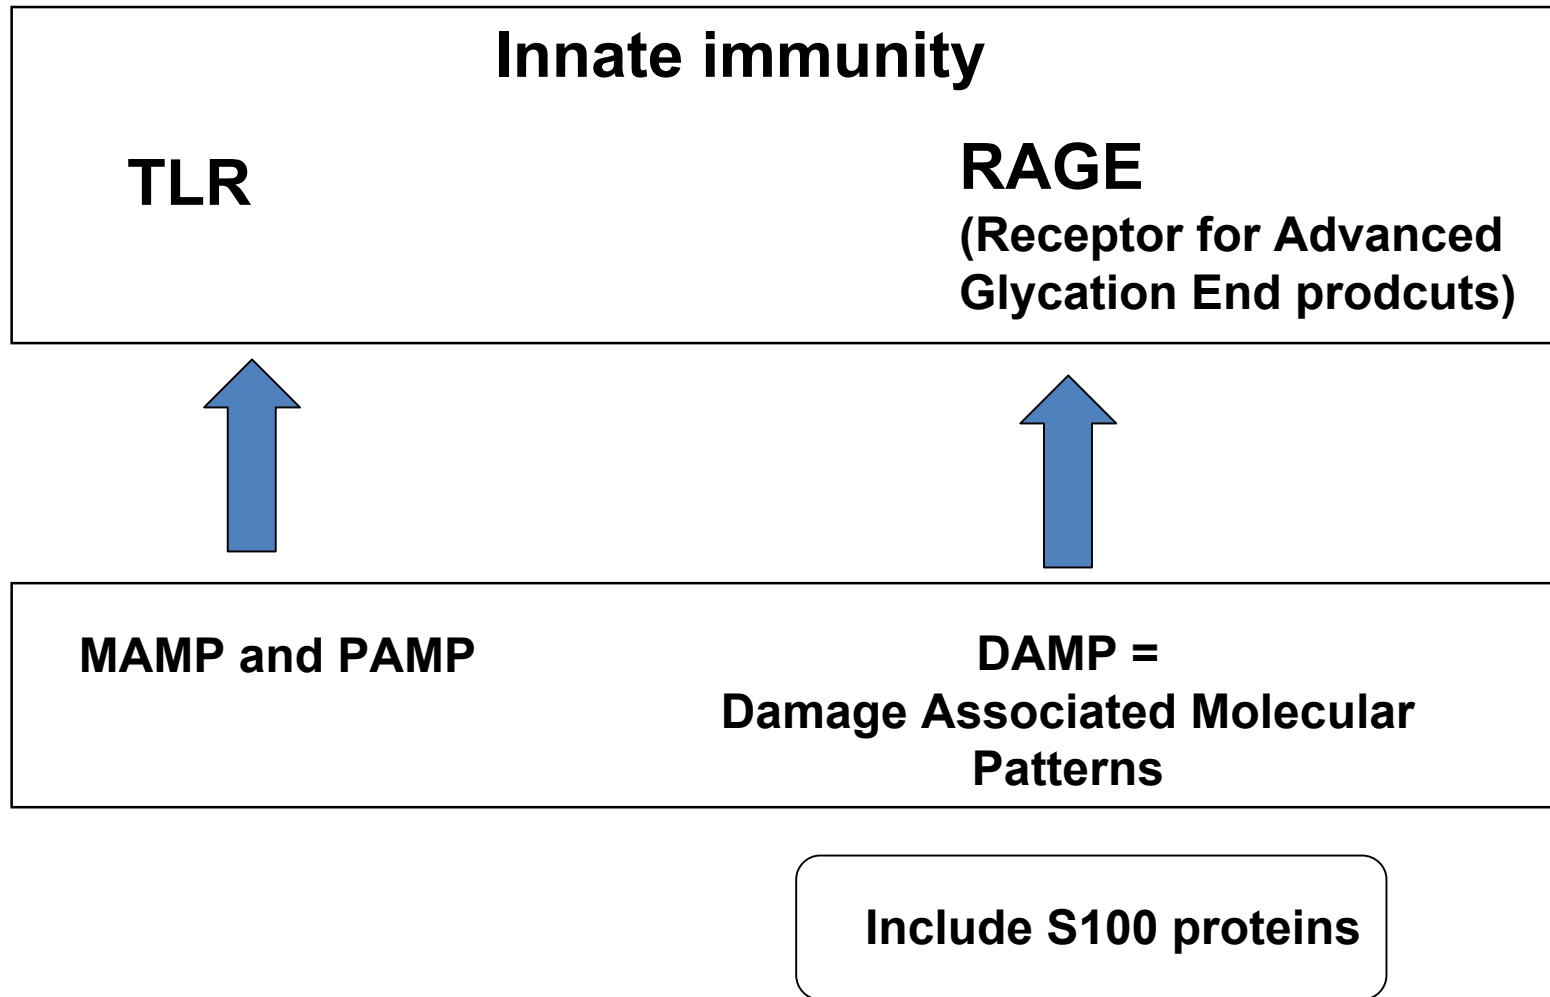 Innate immunity
TLR
RAGE
(Receptor for Advanced
Glycation End prodcuts)
MAMP and PAMP
DAMP =
Damage Associated Molecular
Patterns
Include S100 proteins